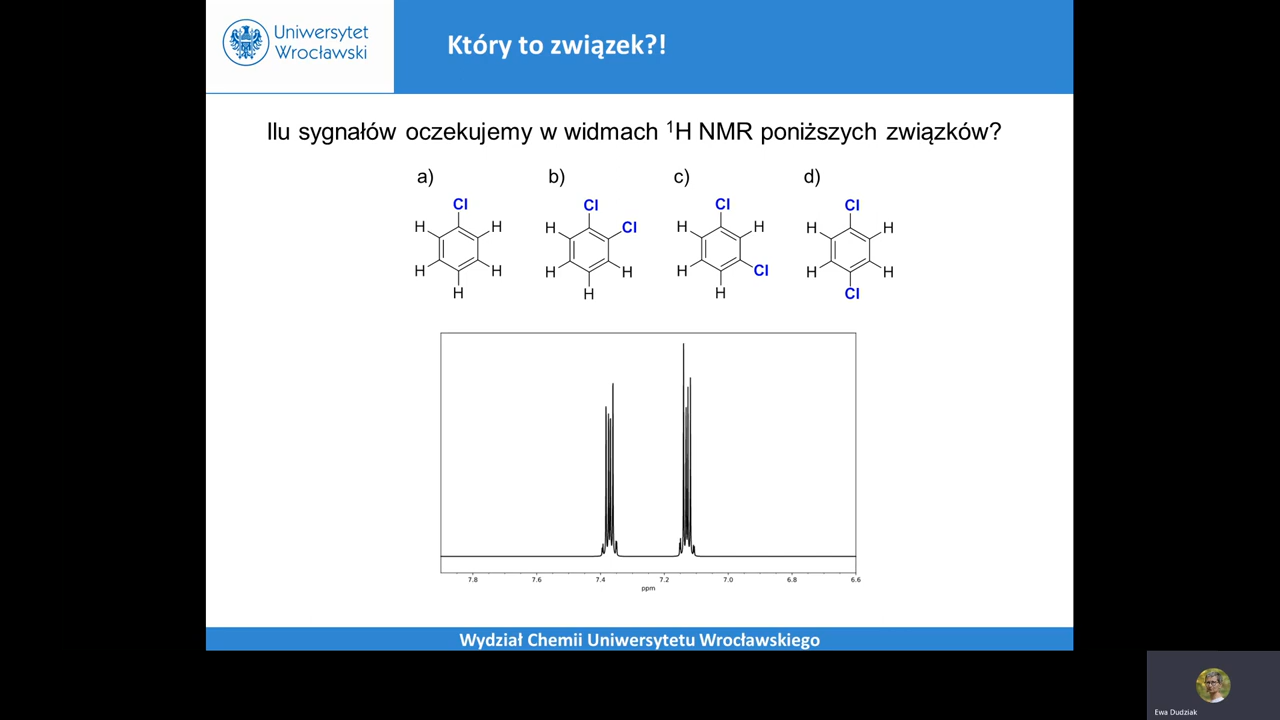 Uniwersytet
Wrocławski
Który to związek?!
Ilu sygnałów oczekujemy w widmach ¹H NMR poniższych związków?
a) b) c) d)
Cl Cl Cl Cl
H H H Cl H H H H
H H H H H Cl H H
H H H Cl
7.8 7.6 7.4 7.2 7.0 6.8 6.6
ppm
Wydział Chemii Uniwersytetu Wrocławskiego
Ewa Dudziak